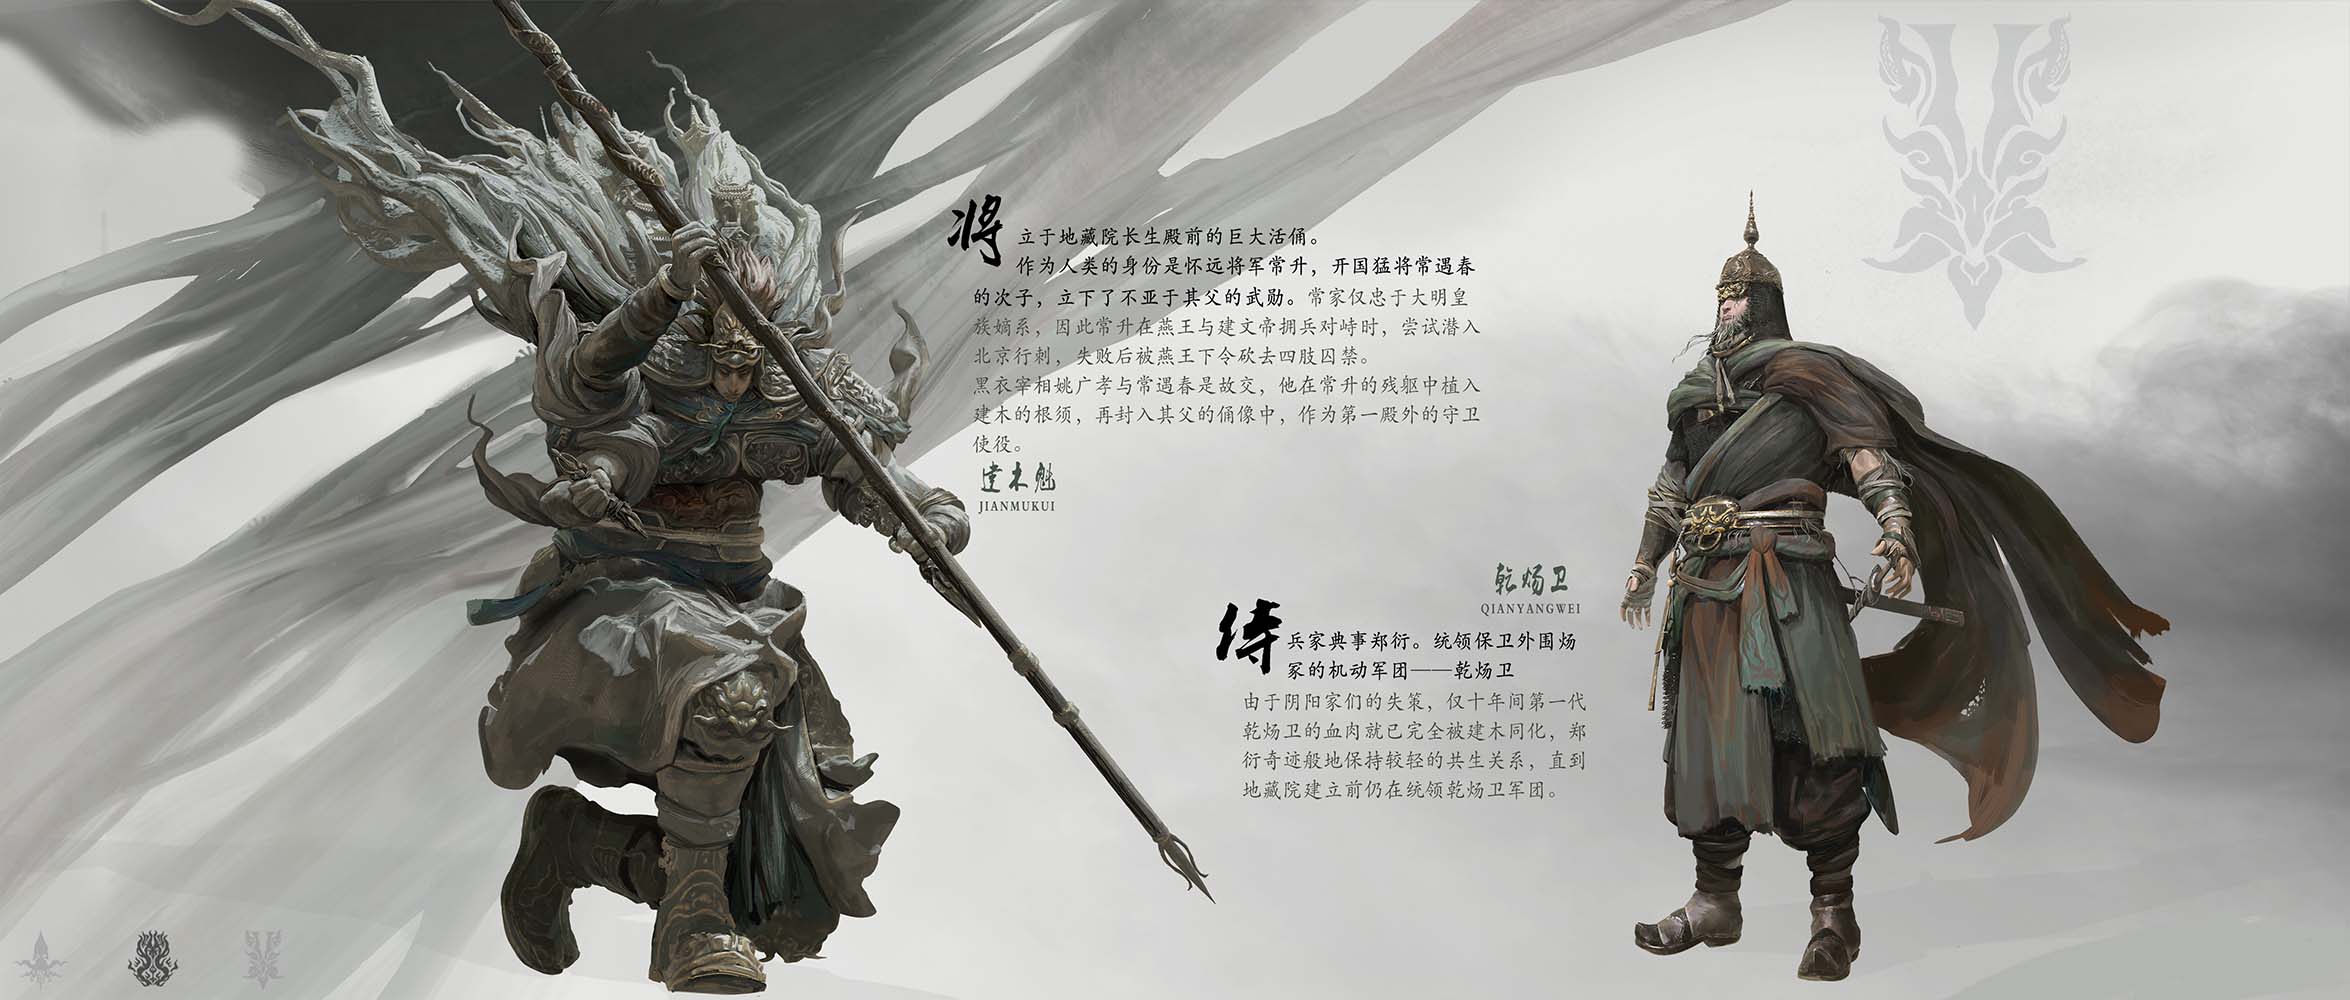 将
立于地藏院长生殿前的巨大活俑。
作为人类的身份是怀远将军常升，开国猛将常遇春
的次子，立下了不亚于其父的武勋。常家仅忠于大明皇
族嫡系，因此常升在燕王与建文帝拥兵对峙时，尝试潜入
北京行刺，失败后被燕王下令砍去四肢囚禁。
黑衣宰相姚广孝与常遇春是故交，他在常升的残躯中植入
建木的根须，再封入其父的俑像中，作为第一殿外的守卫
使役。
建木魁
JIANMUKUI
乾炀卫
QIANYANGWEI
侍
兵家典事郑衍。统领保卫外围炀
冢的机动军团——乾炀卫
由于阴阳家们的失策，仅十年间第一代
乾炀卫的血肉就已完全被建木同化，郑
衍奇迹般地保持较轻的共生关系，直到
地藏院建立前仍在统领乾炀卫军团。